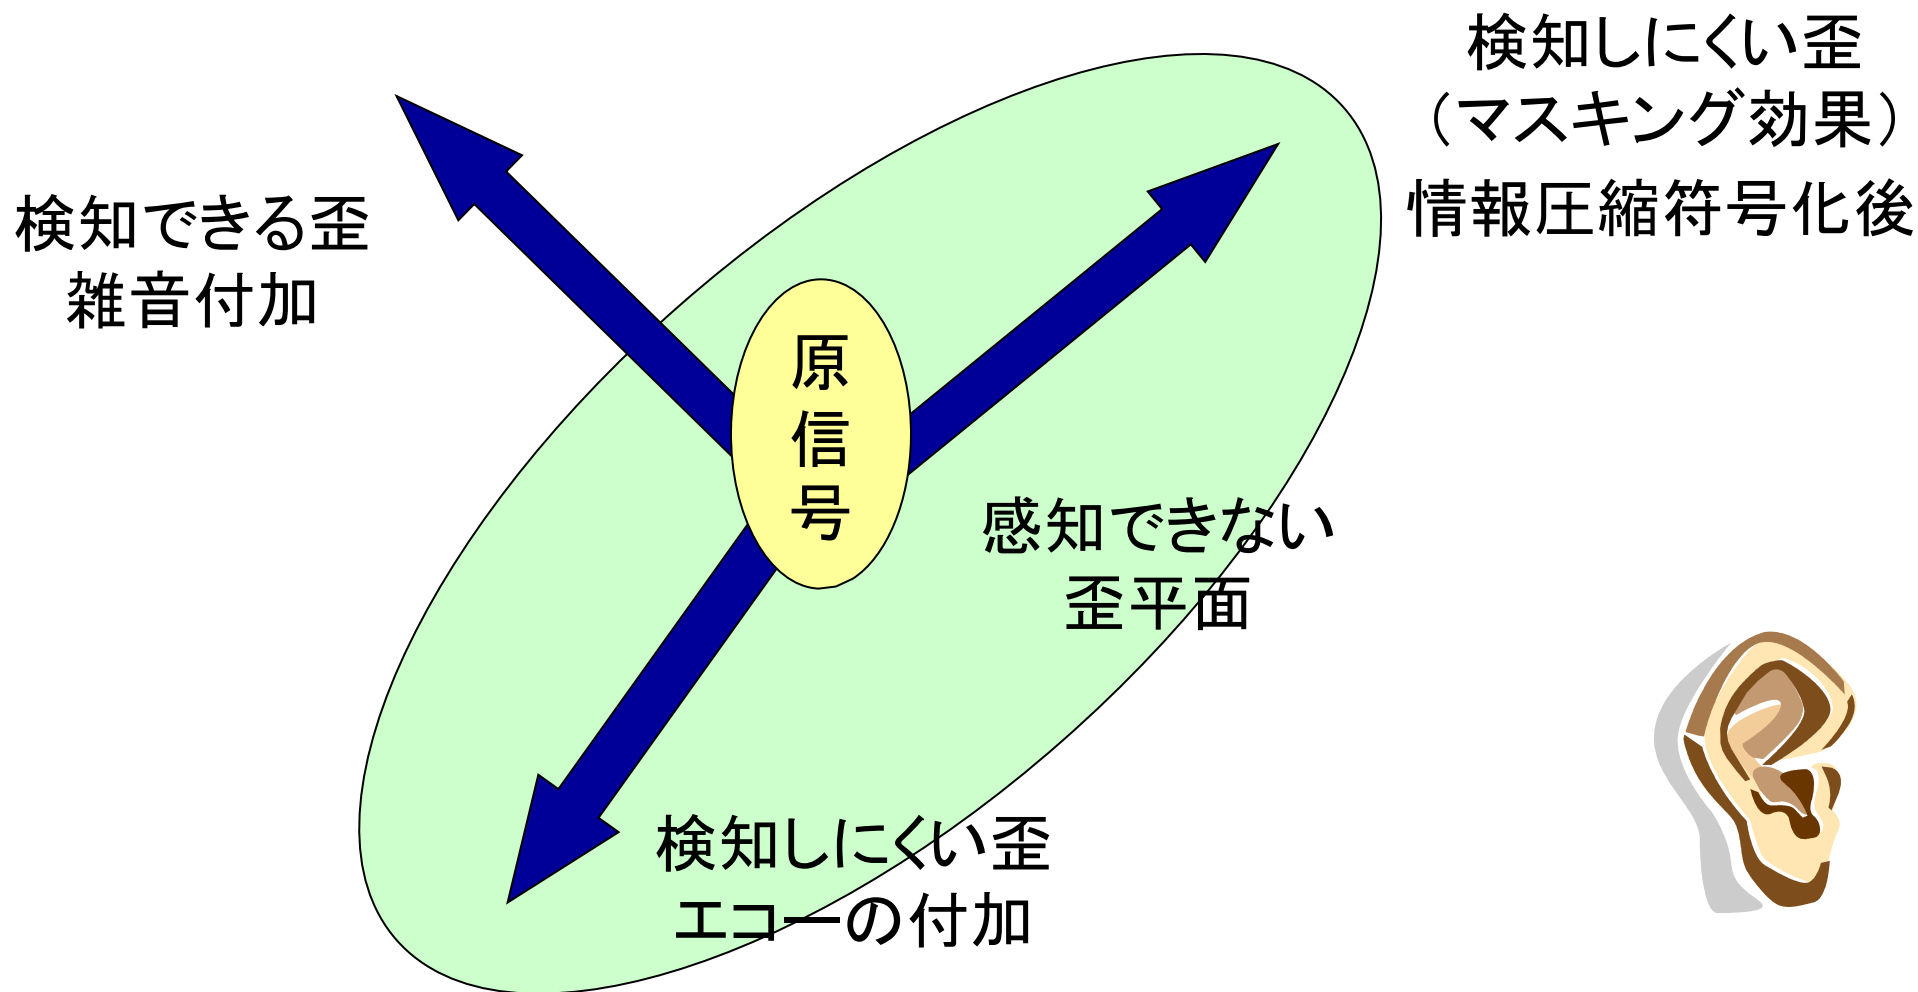 検知しにくい歪
（マスキング効果）
情報圧縮符号化後
検知できる歪
雑音付加
原
信
号
感知できない
歪平面
検知しにくい歪
エコーの付加